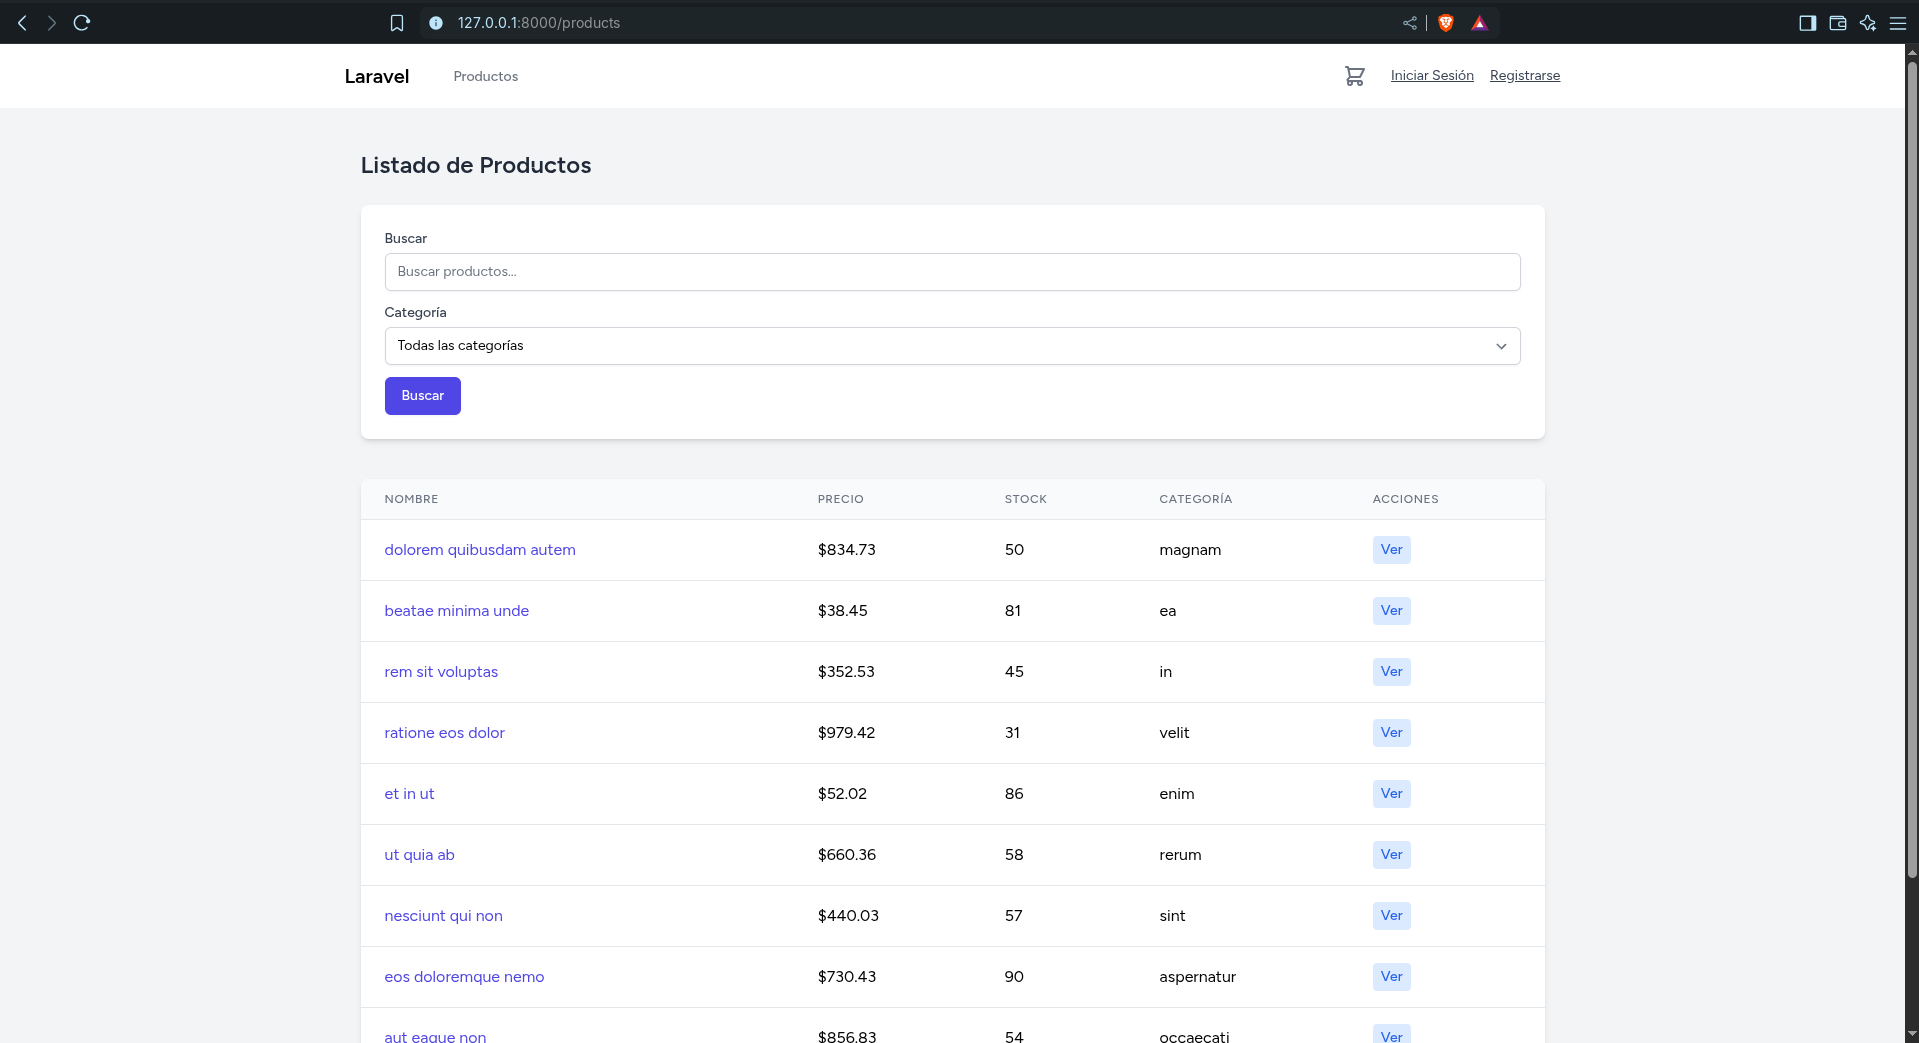 127.0.0.1:8000/products
Laravel Productos Iniciar Sesión Registrarse
Listado de Productos
Buscar
Buscar productos...
Categoría
Todas las categorías
Buscar
NOMBRE PRECIO STOCK CATEGORÍA ACCIONES
dolorem quibusdam autem $834.73 50 magnam Ver
beatae minima unde $38.45 81 ea Ver
rem sit voluptas $352.53 45 in Ver
ratione eos dolor $979.42 31 velit Ver
et in ut $52.02 86 enim Ver
ut quia ab $660.36 58 rerum Ver
nesciunt qui non $440.03 57 sint Ver
eos doloremque nemo $730.43 90 aspernatur Ver
aut eaque non $856.83 54 occaecati Ver